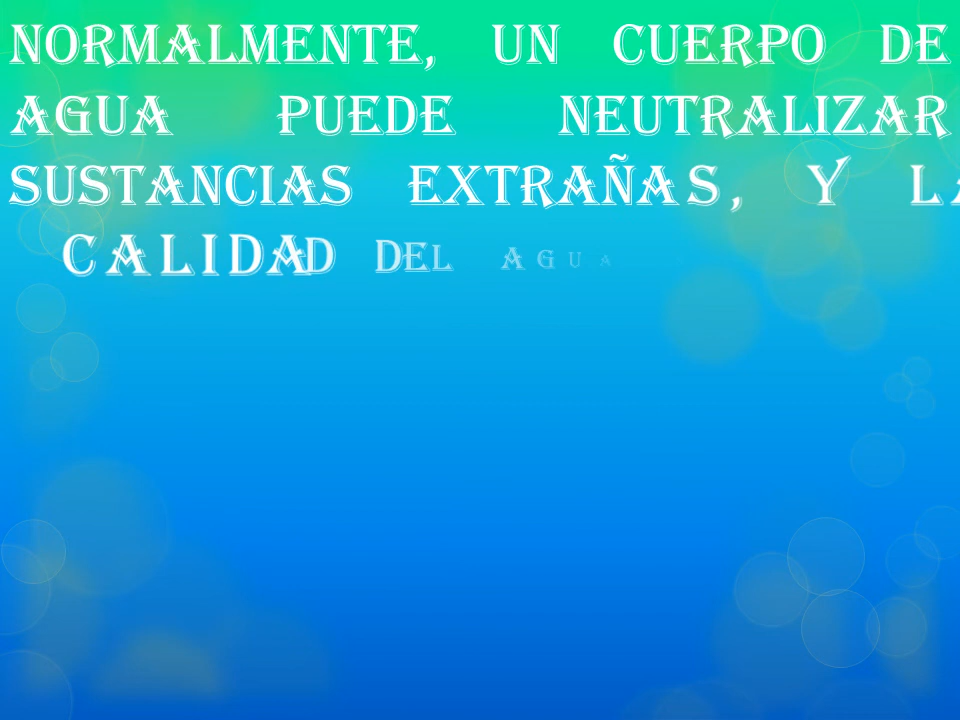 NORMALMENTE, UN CUERPO DE
AGUA PUEDE NEUTRALIZAR
SUSTANCIAS EXTRAÑAS, Y LA
CALIDAD DEL AGUA